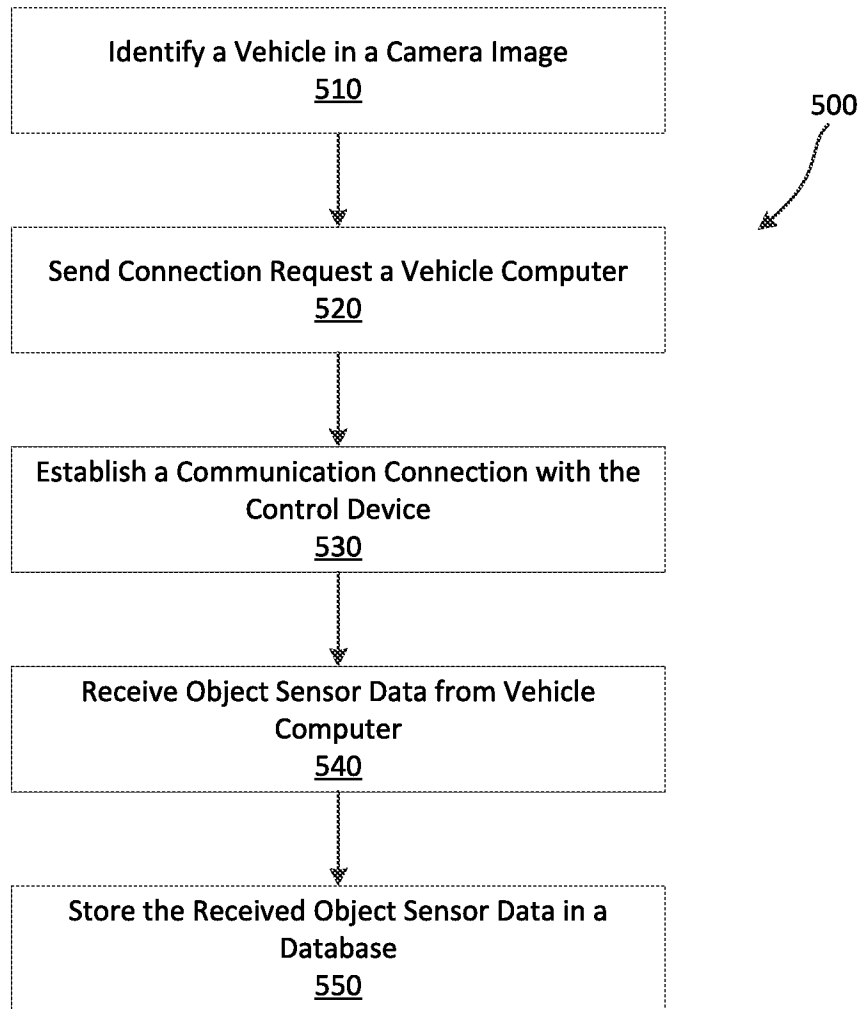 Identify a Vehicle in a Camera Image
510
500
Send Connection Request a Vehicle Computer
520
Establish a Communication Connection with the
Control Device
530
Receive Object Sensor Data from Vehicle
Computer
540
Store the Received Object Sensor Data in a
Database
550